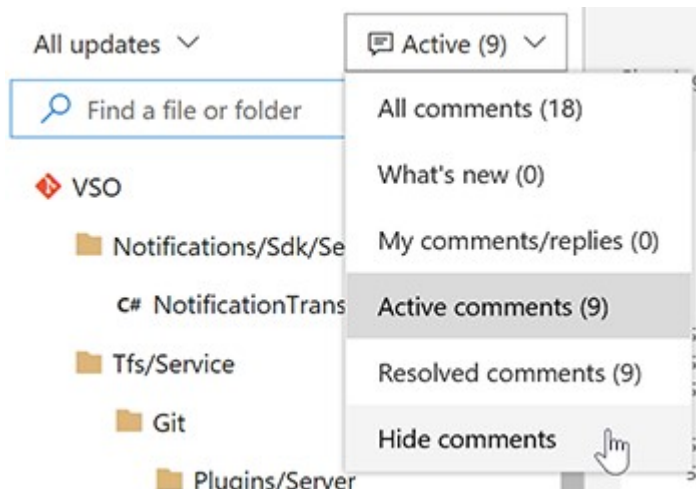 All updates
Active (9)
Find a file or folder
All comments (18)
What's new (0)
VSO
My comments/replies (0)
Notifications/Sdk/Se
C# NotificationTrans
Active comments (9)
Tfs/Service
Resolved comments (9)
Git
Hide comments
Plugins/Server